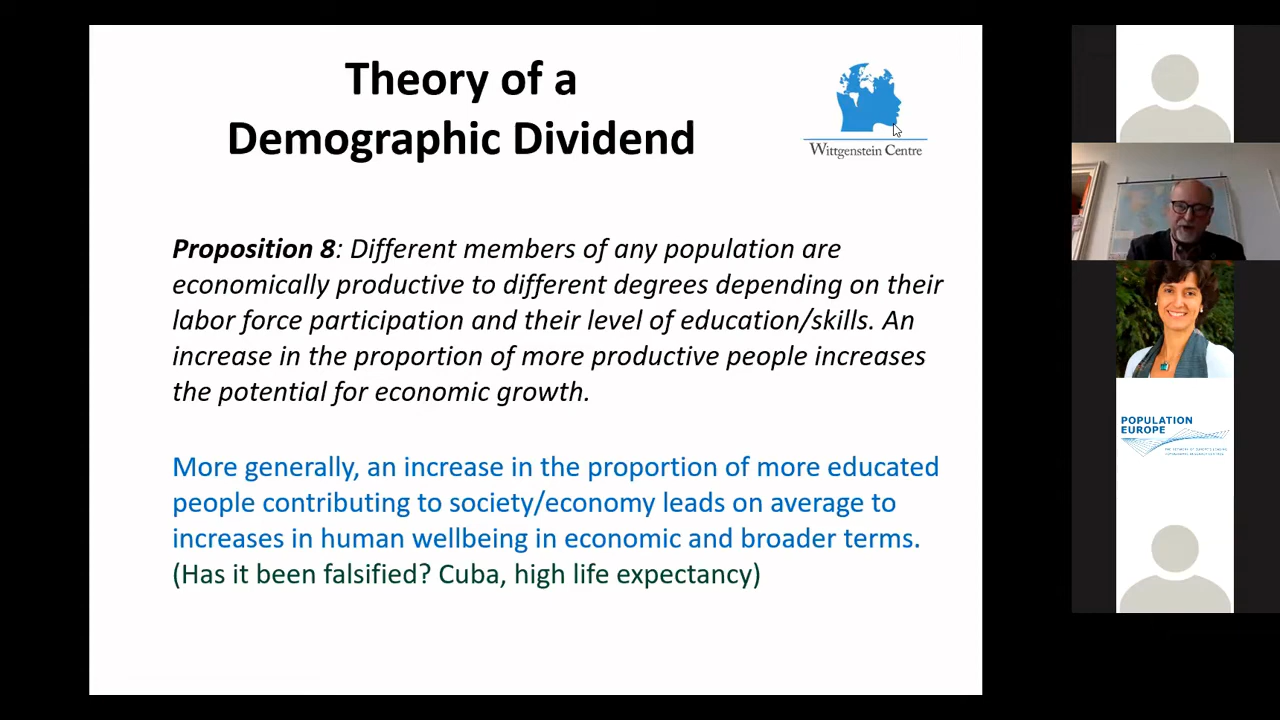 Theory of a
Demographic Dividend
Wittgenstein Centre
Proposition 8: Different members of any population are
economically productive to different degrees depending on their
labor force participation and their level of education/skills. An
increase in the proportion of more productive people increases
the potential for economic growth.
More generally, an increase in the proportion of more educated
people contributing to society/economy leads on average to
increases in human wellbeing in economic and broader terms.
(Has it been falsified? Cuba, high life expectancy)
POPULATION
EUROPE